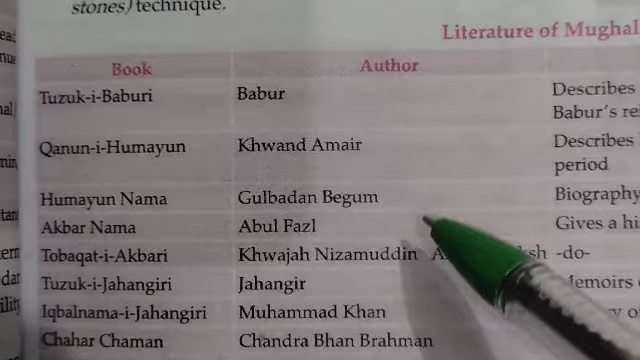 stones) technique.
Literature of Mughal
Book Author
Tuzuk-i-Baburi Babur Describes
Babur's
Qanun-i-Humayun Khwand Amair Describes
period
Humayun Nama Gulbadan Begum Biography
Akbar Nama Abul Fazl Gives a
Tobaqat-i-Akbari Khwajah Nizamuddin -do-
Tuzuk-i-Jahangiri Jahangir Memoirs
Iqbalnama-i-Jahangiri Muhammad Khan
Chahar Chaman Chandra Bhan Brahman